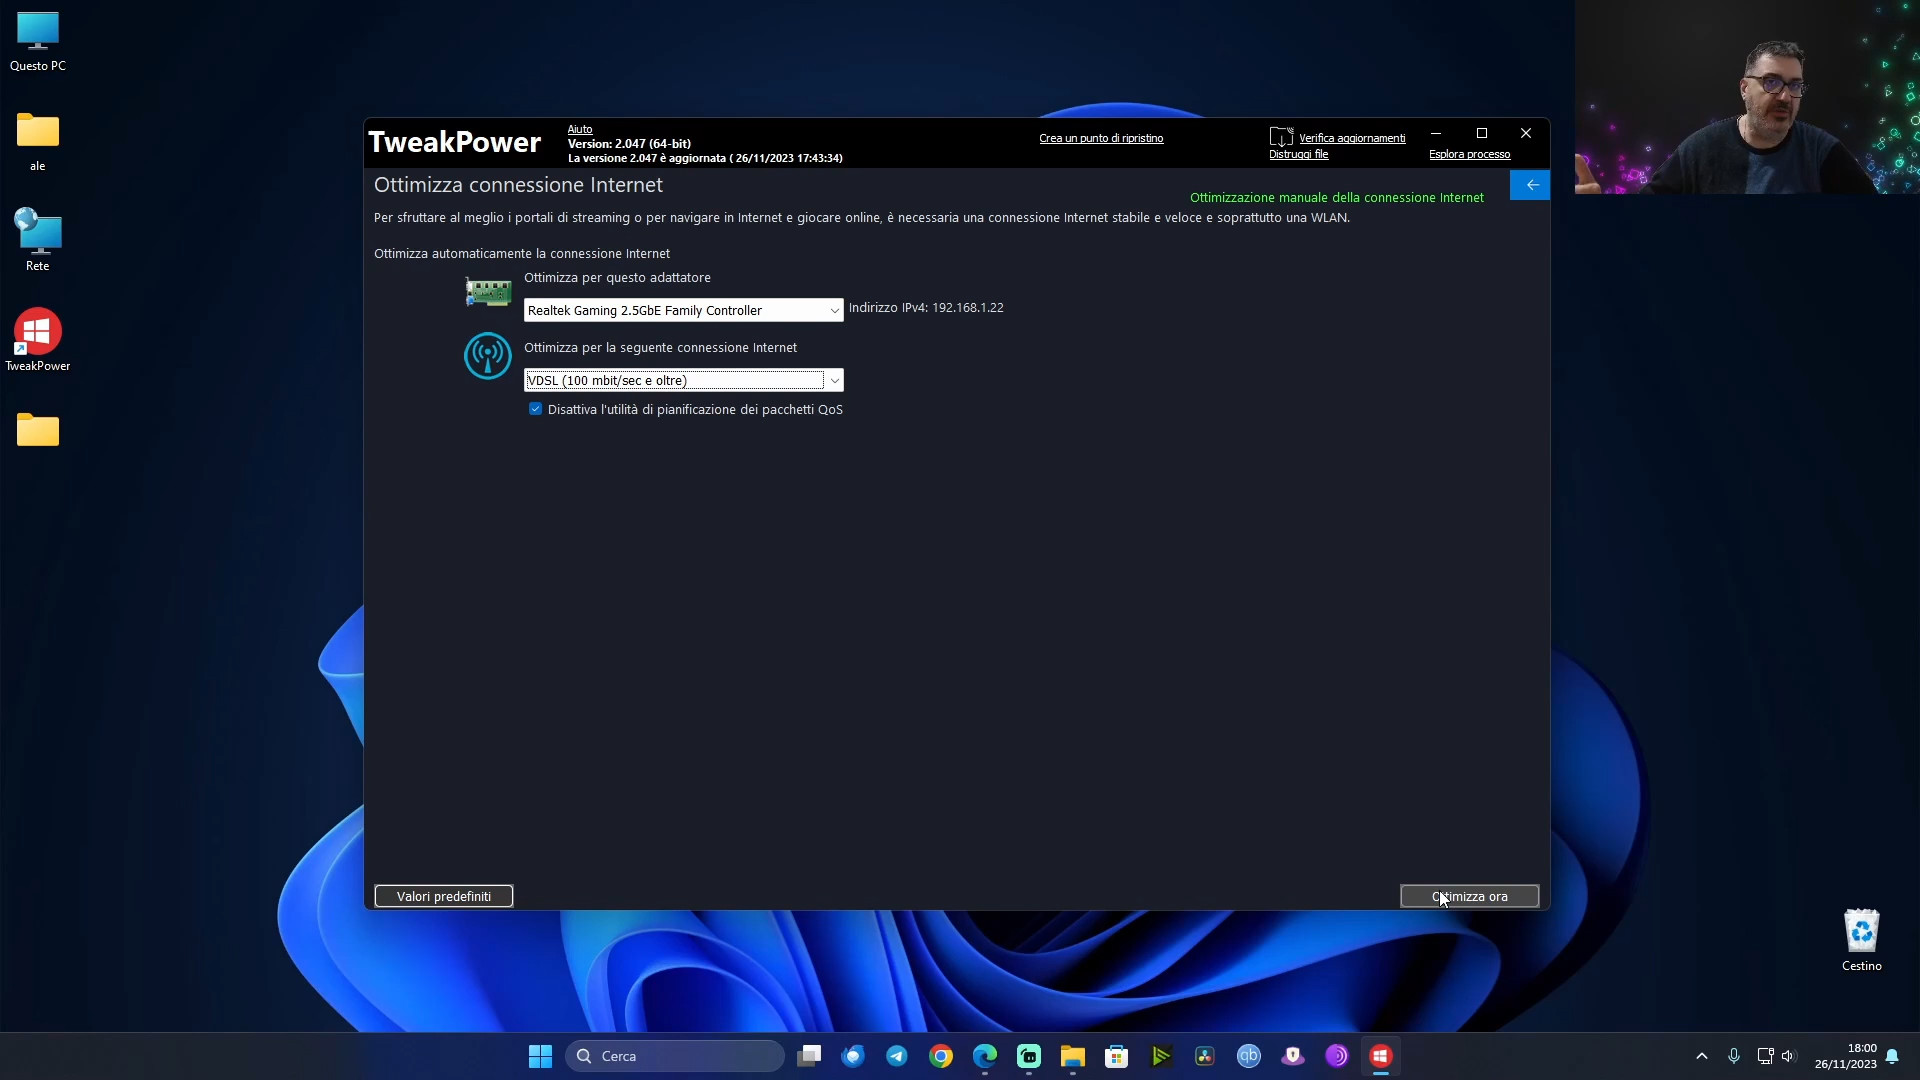 Questo PC
ale
Rete
TweakPower
TweakPower
Aiuto
Version: 2.047 (64-bit)
La versione 2.047 è aggiornata ( 26/11/2023 17:43:34)
Crea un punto di ripristino
Verifica aggiornamenti
Distruggi file
Esplora processo
Ottimizza connessione Internet
Ottimizzazione manuale della connessione Internet
Per sfruttare al meglio i portali di streaming o per navigare in Internet e giocare online, è necessaria una connessione Internet stabile e veloce e soprattutto una WLAN.
Ottimizza automaticamente la connessione Internet
Ottimizza per questo adattatore
Realtek Gaming 2.5GbE Family Controller
Indirizzo IPv4: 192.168.1.22
Ottimizza per la seguente connessione Internet
VDSL (100 mbit/sec e oltre)
Disattiva l'utilità di pianificazione dei pacchetti QoS
Valori predefiniti
Ottimizza ora
Cestino
Cerca
qb
18:00
26/11/2023